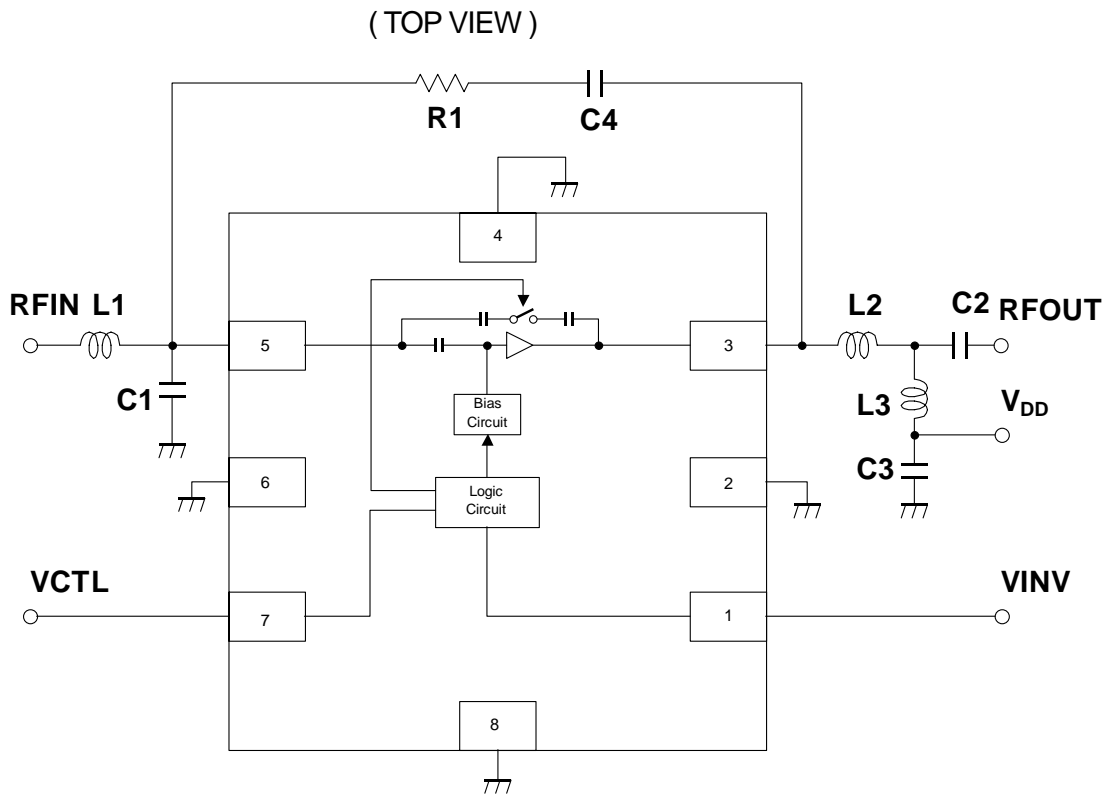 ( TOP VIEW )
R1
C4
4
RFIN L1
L2
C2 RFOUT
5
3
C1
L3
VDD
Bias
Circuit
C3
6
2
Logic
Circuit
VCTL
VINV
7
1
8